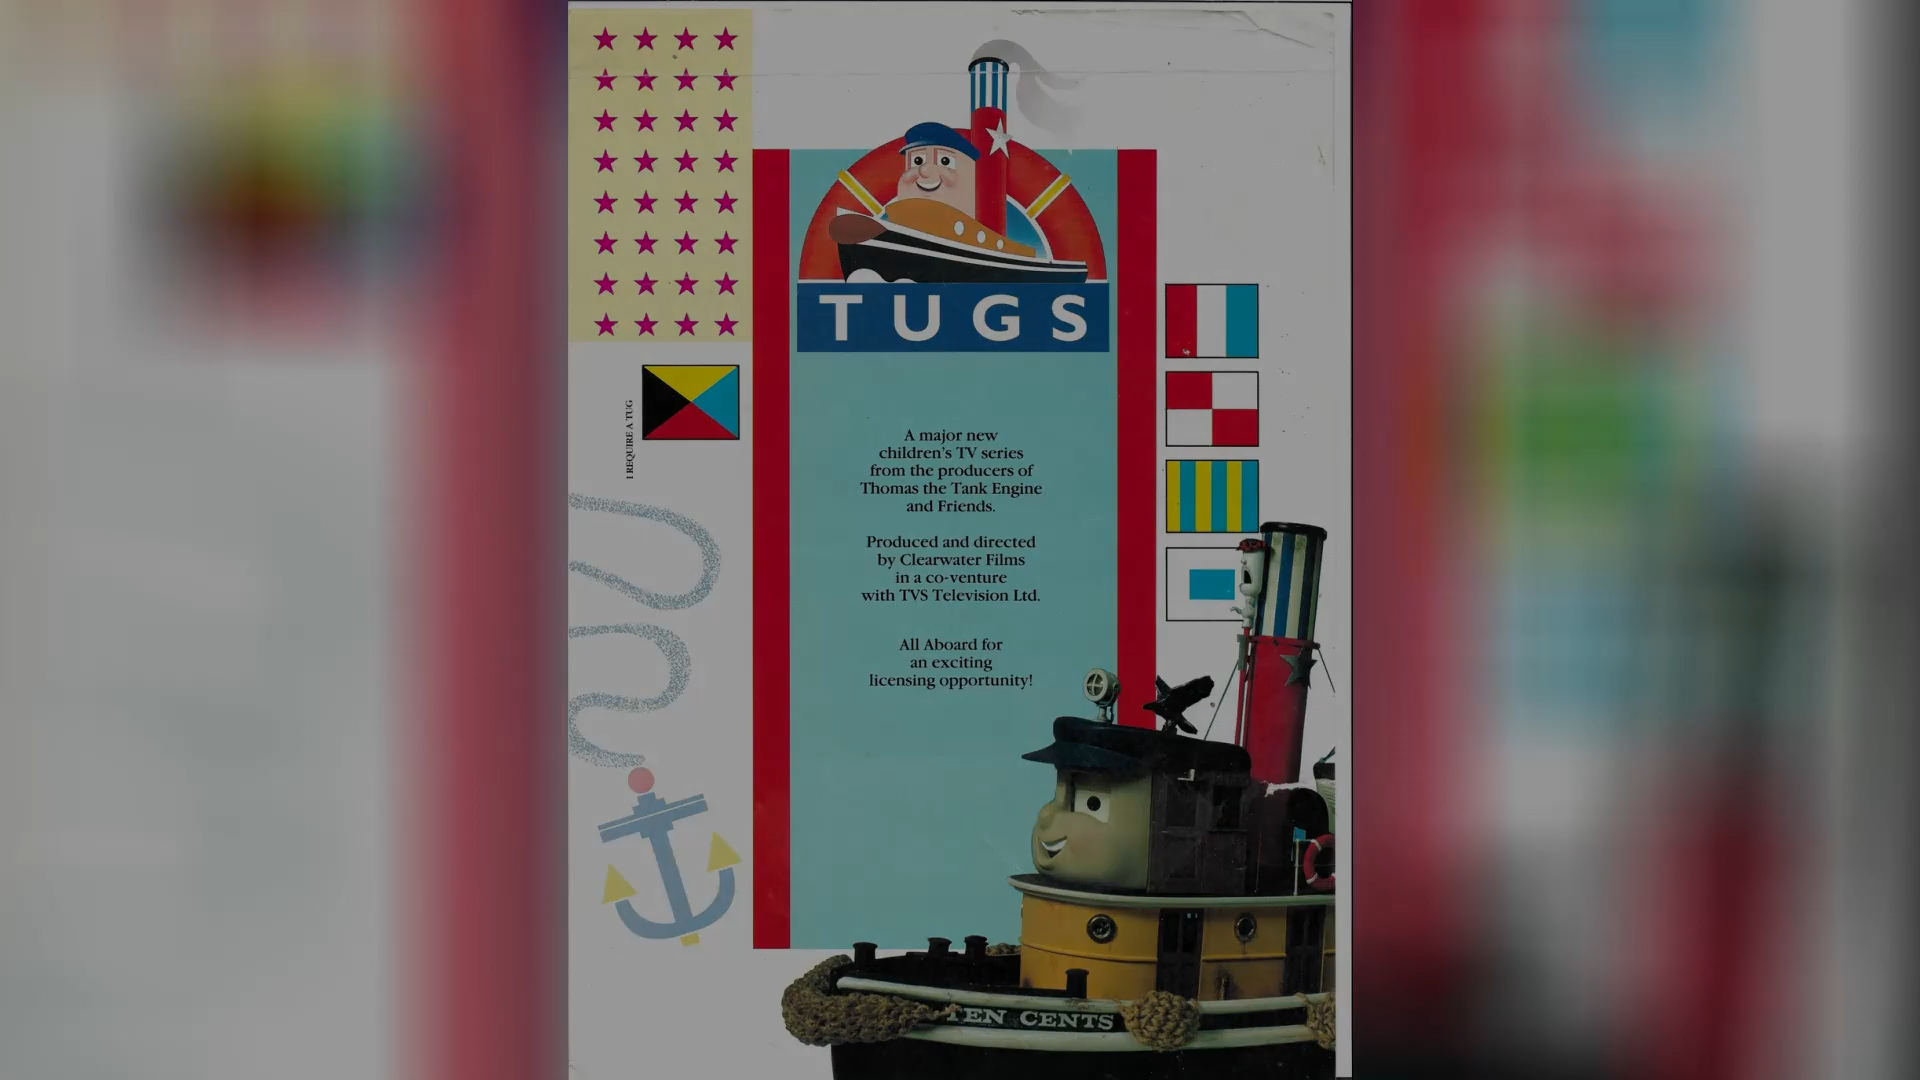 TUGS
I REQUIRE A TUG
A major new
children's TV series
from the producers of
Thomas the Tank Engine
and Friends.
Produced and directed
by Clearwater Films
in a co-venture
with TVS Television Ltd.
All Aboard for
an exciting
licensing opportunity!
TEN CENTS